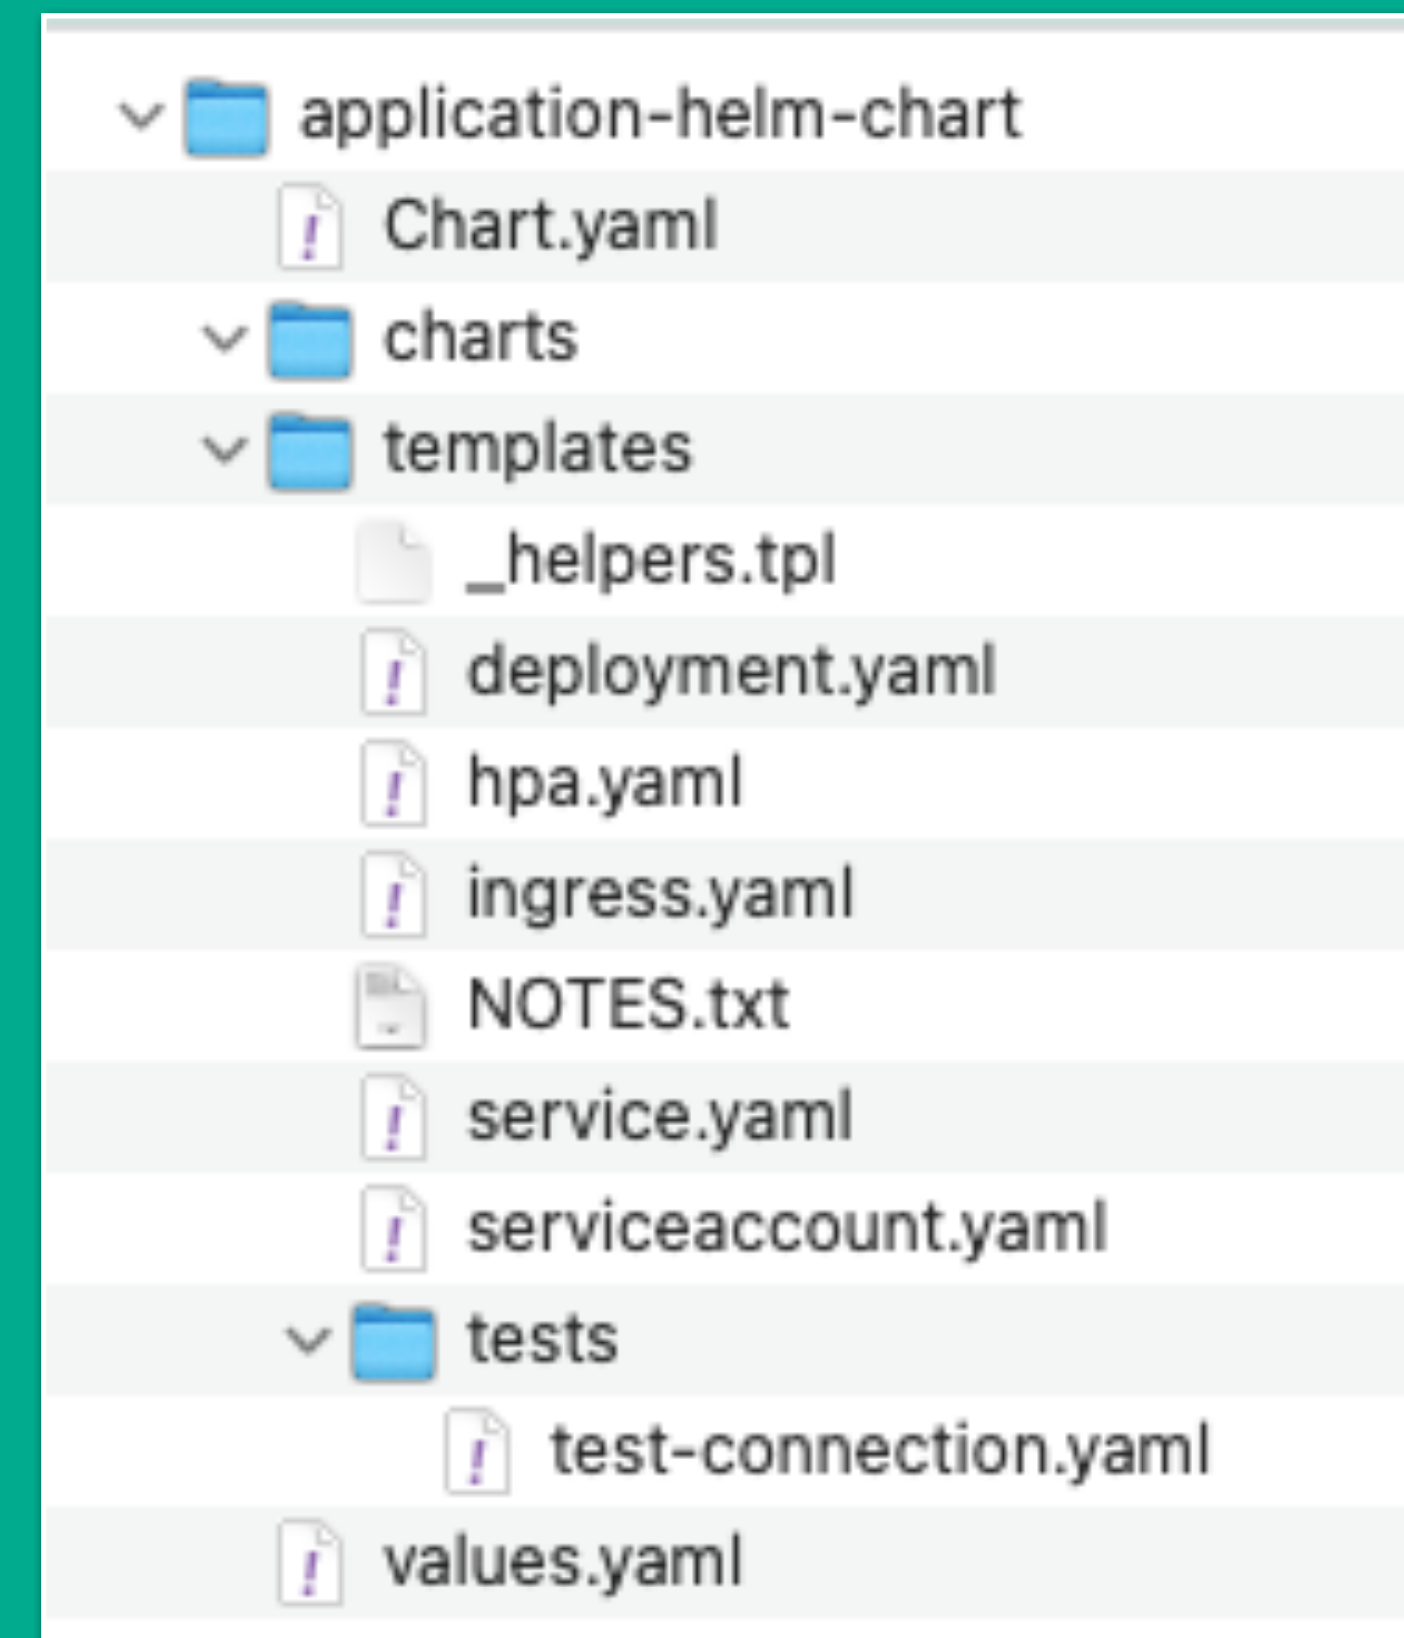 application-helm-chart
Chart.yaml
charts
templates
_helpers.tpl
deployment.yaml
hpa.yaml
ingress.yaml
NOTES.txt
service.yaml
serviceaccount.yaml
tests
test-connection.yaml
values.yaml